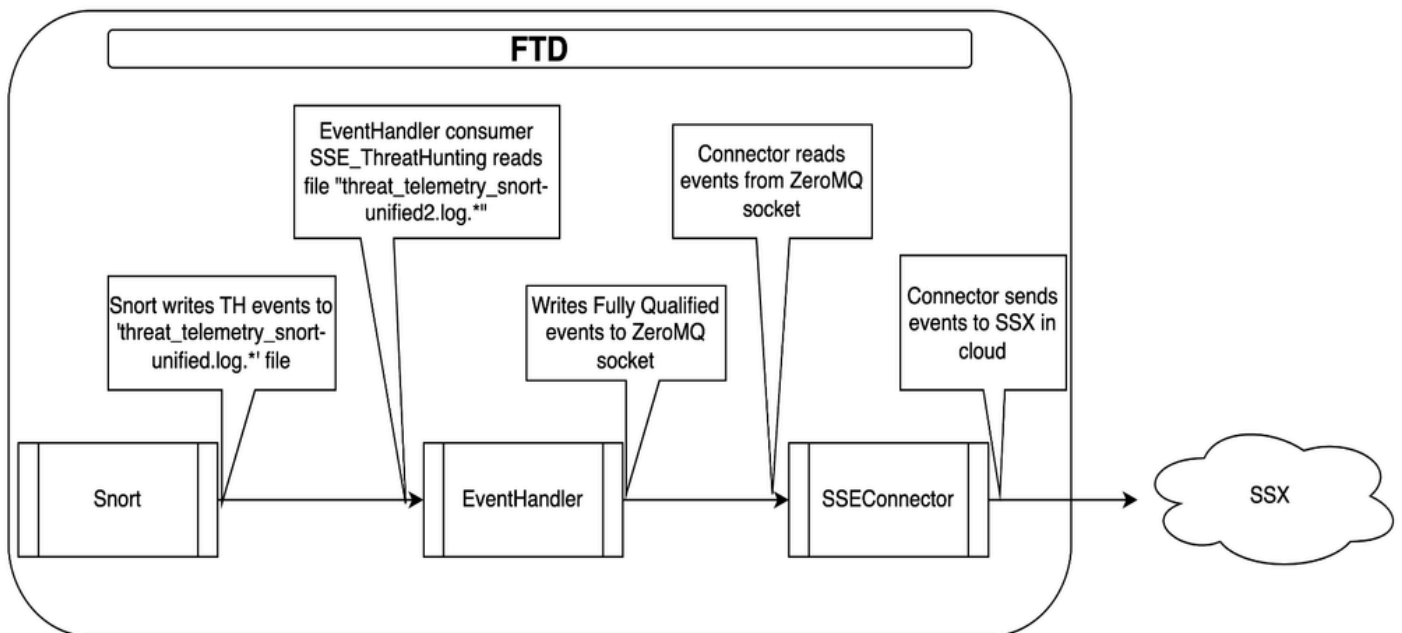 FTD
EventHandler consumer
SSE_ThreatHunting reads
file "threat_telemetry_snort-
unified2.log.*"
Connector reads
events from ZeroMQ
socket
Snort writes TH events to
'threat_telemetry_snort-
unified.log.*' file
Writes Fully Qualified
events to ZeroMQ
socket
Connector sends
events to SSX in
cloud
Snort
EventHandler
SSEConnector
SSX